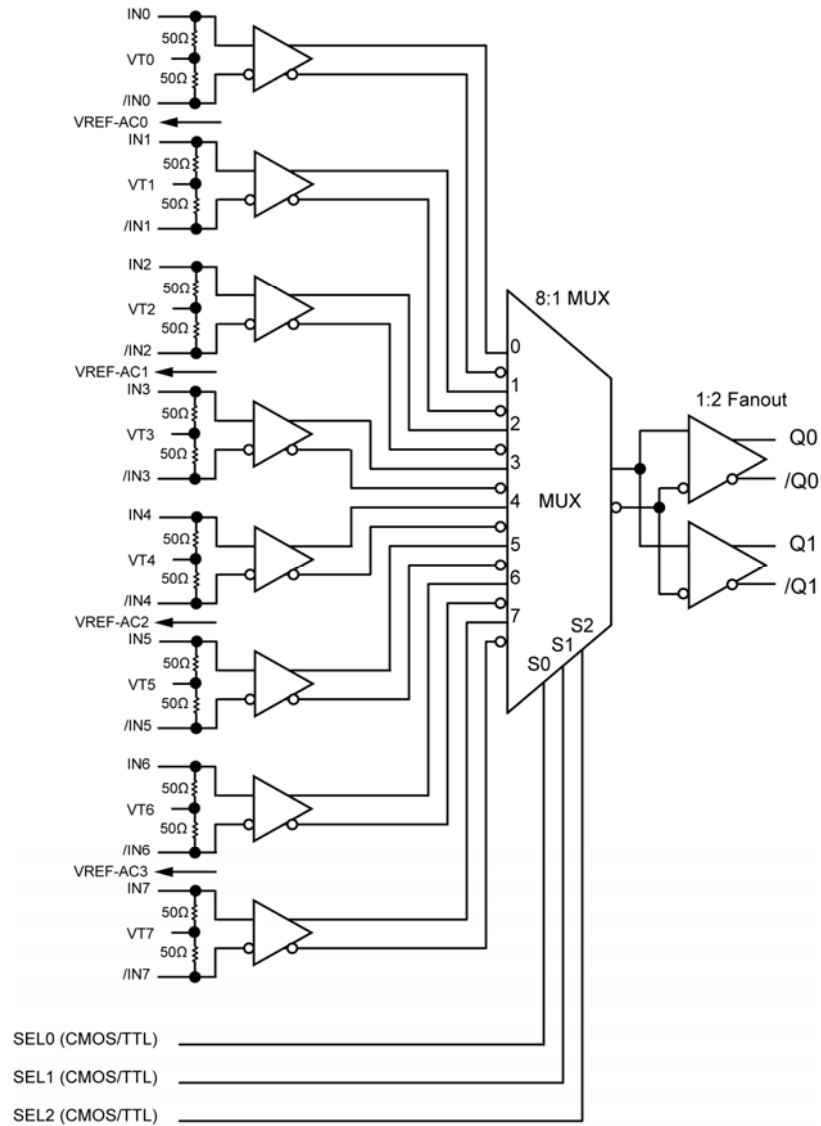 IN0
50Ω
VT0
50Ω
/IN0
VREF-AC0
IN1
50Ω
VT1
50Ω
/IN1
IN2
50Ω
VT2
50Ω
/IN2
VREF-AC1
IN3
50Ω
VT3
50Ω
/IN3
IN4
50Ω
VT4
50Ω
/IN4
VREF-AC2
IN5
50Ω
VT5
50Ω
/IN5
IN6
50Ω
VT6
50Ω
/IN6
VREF-AC3
IN7
50Ω
VT7
50Ω
/IN7
8:1 MUX
0
1
2
3
4
5
6
7
MUX
S0
S1
S2
1:2 Fanout
Q0
/Q0
Q1
/Q1
SEL0 (CMOS/TTL)
SEL1 (CMOS/TTL)
SEL2 (CMOS/TTL)